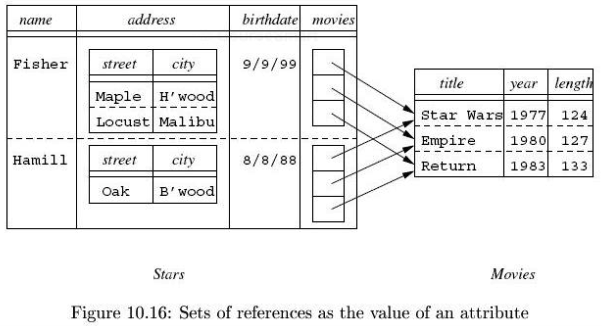 name address birthdate movies
Fisher street city 9/9/99
Maple H'wood
Locust Malibu
Hamill street city 8/8/88
Oak B'wood
title year length
Star Wars 1977 124
Empire 1980 127
Return 1983 133
Stars Movies
Figure 10.16: Sets of references as the value of an attribute